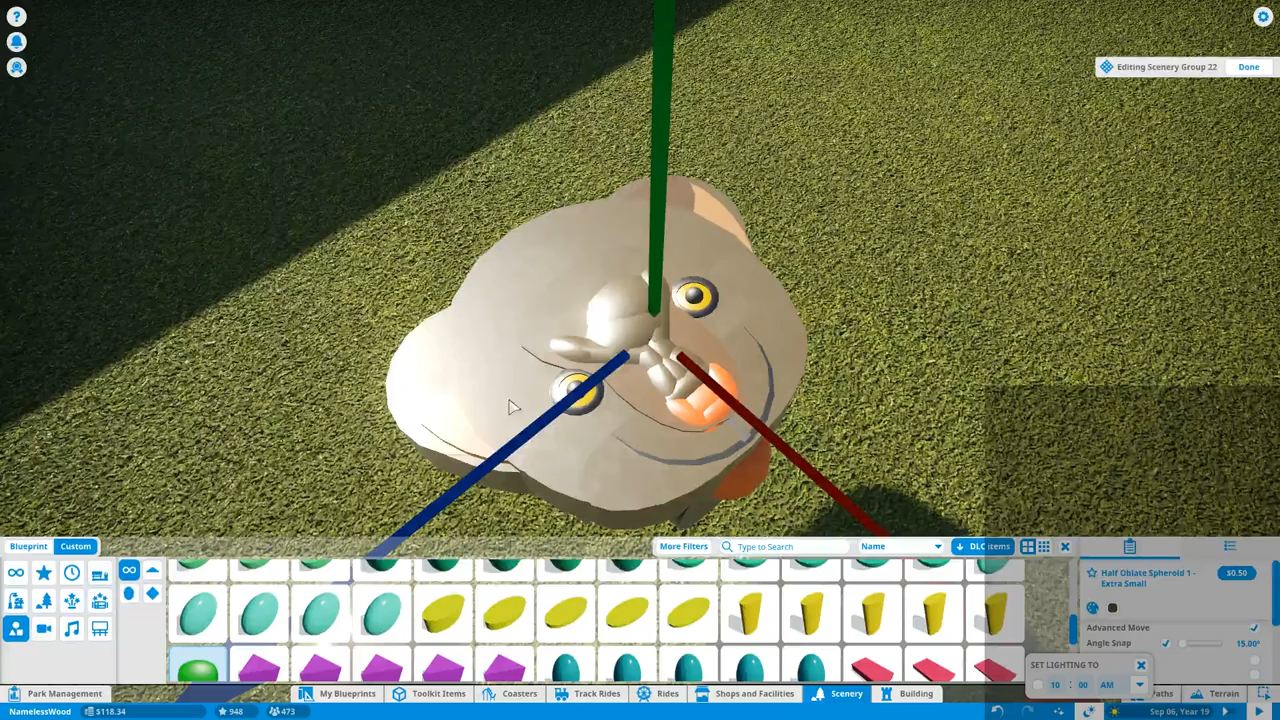 ?
Editing Scenery Group 22
Done
Blueprint
Custom
More Filters
Type to Search
Name
DLC items
Half Oblate Spheroid 1 -
Extra Small
$0.50
Advanced Move
Angle Snap
15.00°
SET LIGHTING TO
10 : 00 AM
Park Management
My Blueprints
Toolkit Items
Coasters
Track Rides
Rides
Shops and Facilities
Scenery
Building
Paths
Terrain
NamelessWood
$118.34
948
473
Sep 06, Year 19